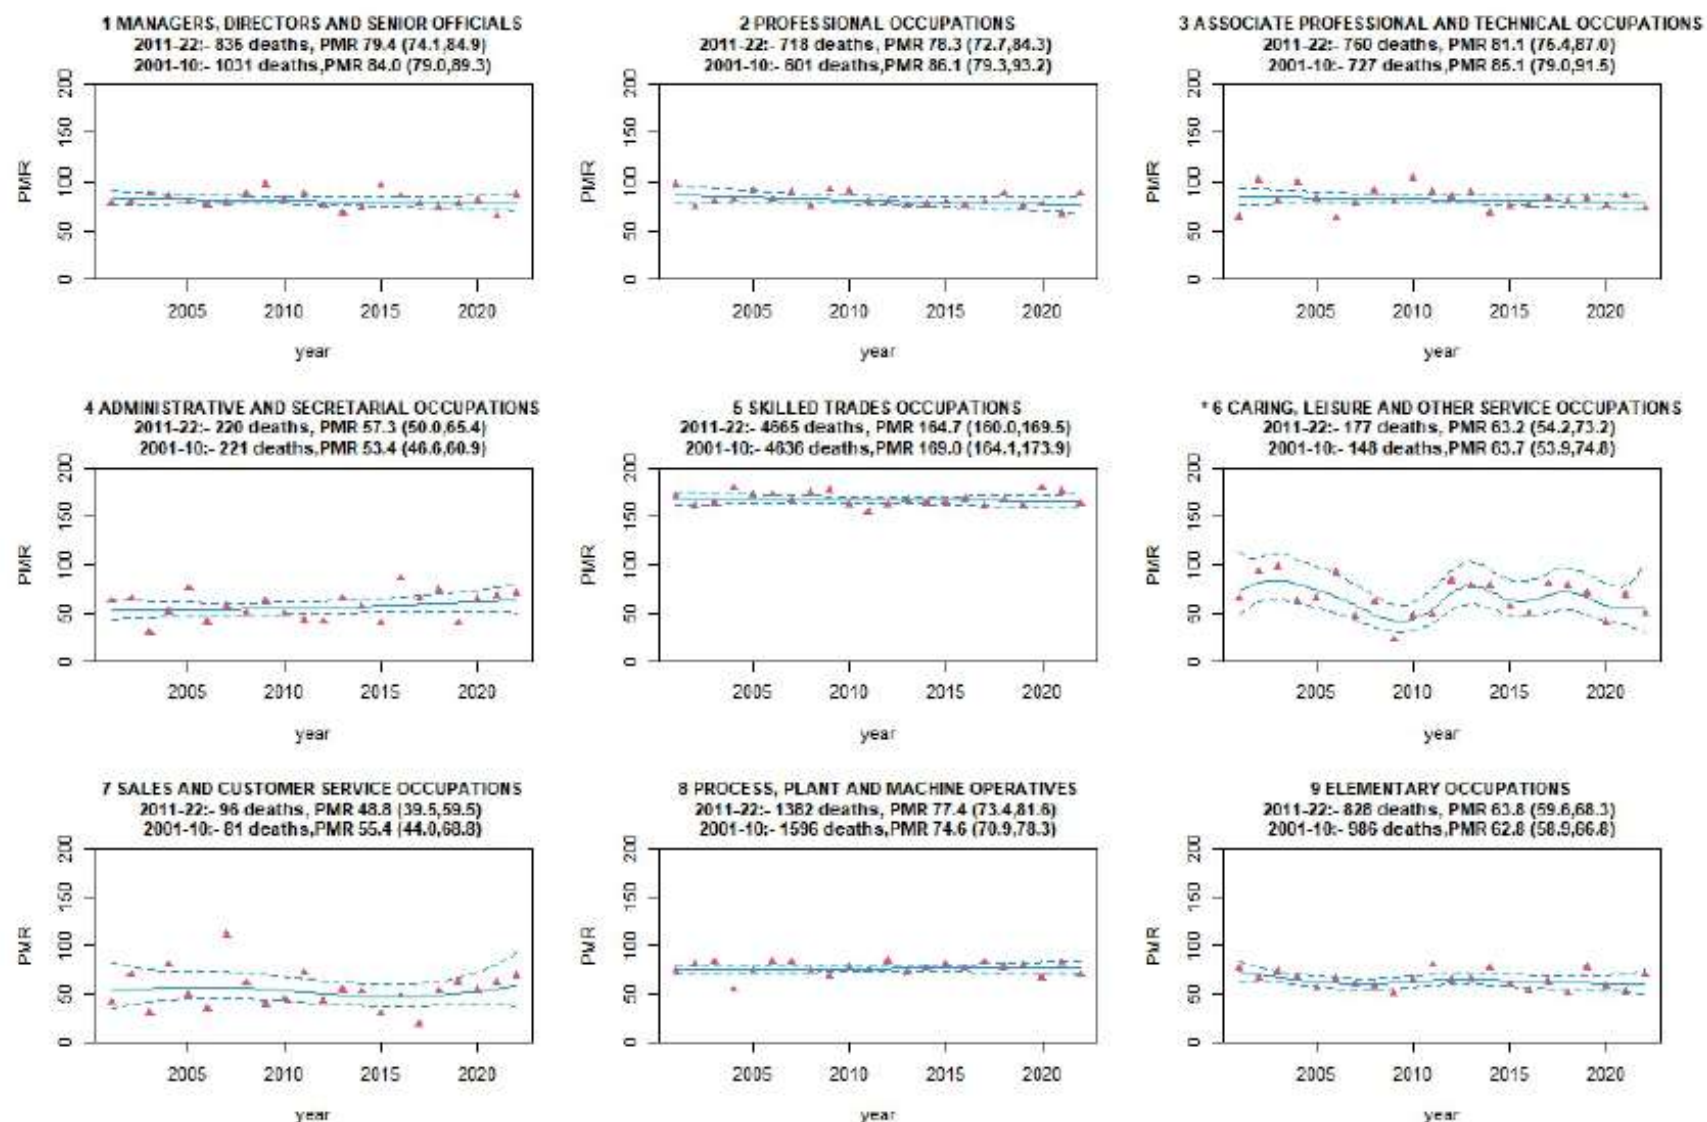 1 MANAGERS, DIRECTORS AND SENIOR OFFICIALS
2011-22:- 835 deaths, PMR 79.4 (74.1,84.9)
2001-10:- 1031 deaths,PMR 84.0 (79.0,89.3)
200
150
100
50
0
PMR
2005 2010 2015 2020
year
2 PROFESSIONAL OCCUPATIONS
2011-22:- 718 deaths, PMR 78.3 (72.7,84.3)
2001-10:- 601 deaths,PMR 86.1 (79.3,93.2)
200
150
100
50
0
PMR
2005 2010 2015 2020
year
3 ASSOCIATE PROFESSIONAL AND TECHNICAL OCCUPATIONS
2011-22:- 760 deaths, PMR 81.1 (75.4,87.0)
2001-10:- 727 deaths,PMR 85.1 (79.0,91.5)
200
150
100
50
0
PMR
2005 2010 2015 2020
year
4 ADMINISTRATIVE AND SECRETARIAL OCCUPATIONS
2011-22:- 220 deaths, PMR 57.3 (50.0,65.4)
2001-10:- 221 deaths,PMR 53.4 (46.6,60.9)
200
150
100
50
0
PMR
2005 2010 2015 2020
year
5 SKILLED TRADES OCCUPATIONS
2011-22:- 4665 deaths, PMR 164.7 (160.0,169.5)
2001-10:- 4636 deaths,PMR 169.0 (164.1,173.9)
200
150
100
50
0
PMR
2005 2010 2015 2020
year
* 6 CARING, LEISURE AND OTHER SERVICE OCCUPATIONS
2011-22:- 177 deaths, PMR 63.2 (54.2,73.2)
2001-10:- 148 deaths,PMR 63.7 (53.9,74.8)
200
150
100
50
0
PMR
2005 2010 2015 2020
year
7 SALES AND CUSTOMER SERVICE OCCUPATIONS
2011-22:- 96 deaths, PMR 48.8 (39.5,59.5)
2001-10:- 81 deaths,PMR 55.4 (44.0,68.8)
200
150
100
50
0
PMR
2005 2010 2015 2020
year
8 PROCESS, PLANT AND MACHINE OPERATIVES
2011-22:- 1382 deaths, PMR 77.4 (73.4,81.6)
2001-10:- 1596 deaths,PMR 74.6 (70.9,78.3)
200
150
100
50
0
PMR
2005 2010 2015 2020
year
9 ELEMENTARY OCCUPATIONS
2011-22:- 828 deaths, PMR 63.8 (59.6,68.3)
2001-10:- 986 deaths,PMR 62.8 (58.9,66.8)
200
150
100
50
0
PMR
2005 2010 2015 2020
year